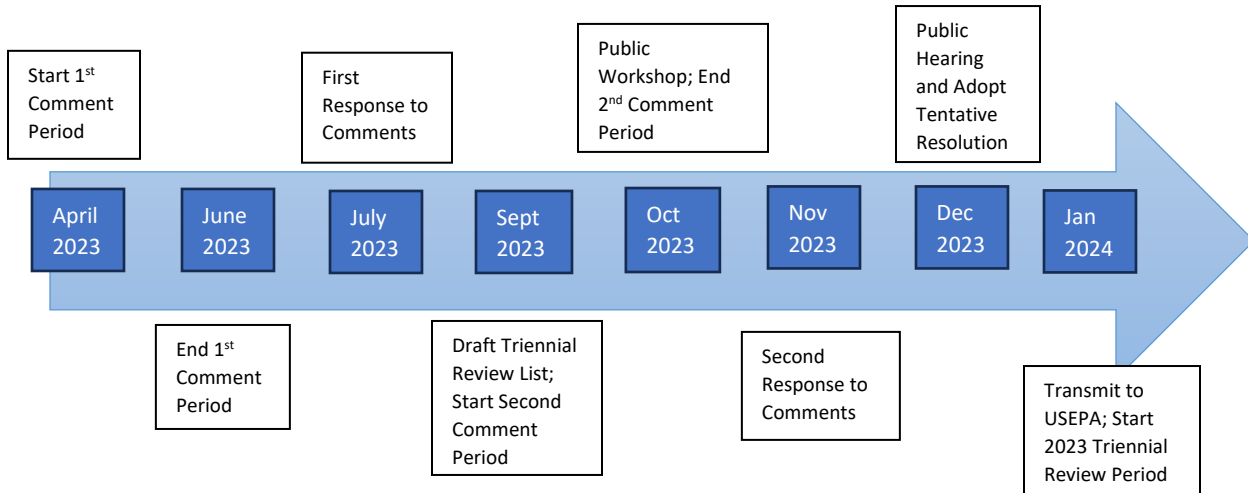 Start 1st
Comment
Period
First
Response to
Comments
Public
Workshop; End
2nd Comment
Period
Public
Hearing
and Adopt
Tentative
Resolution
April
2023
June
2023
July
2023
Sept
2023
Oct
2023
Nov
2023
Dec
2023
Jan
2024
End 1st
Comment
Period
Draft Triennial
Review List;
Start Second
Comment
Period
Second
Response to
Comments
Transmit to
USEPA; Start
2023 Triennial
Review Period